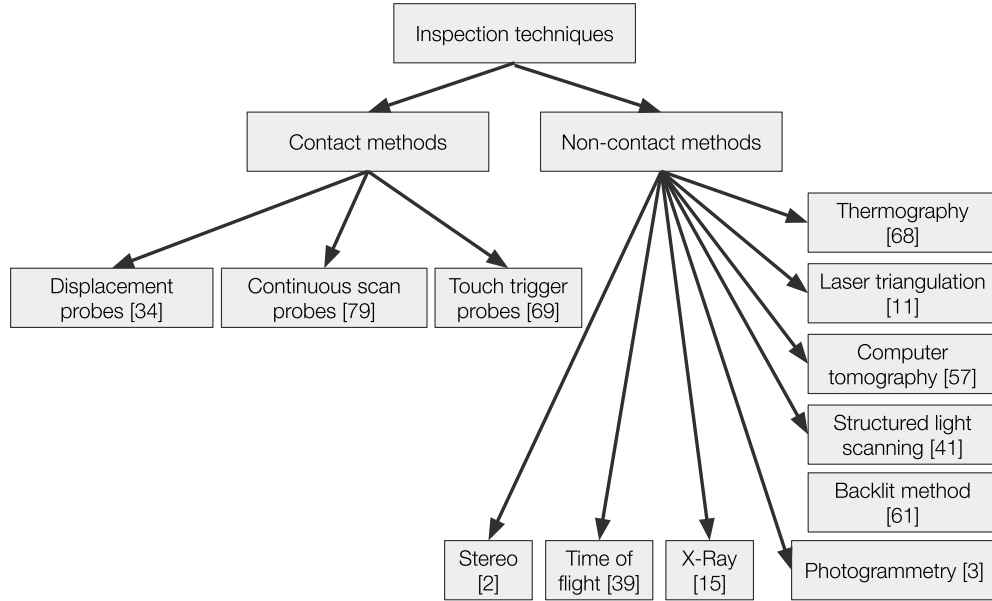 Inspection techniques
Contact methods
Non-contact methods
Displacement
probes [34]
Continuous scan
probes [79]
Touch trigger
probes [69]
Thermography
[68]
Laser triangulation
[11]
Computer
tomography [57]
Structured light
scanning [41]
Backlit method
[61]
Stereo
[2]
Time of
flight [39]
X-Ray
[15]
Photogrammetry [3]